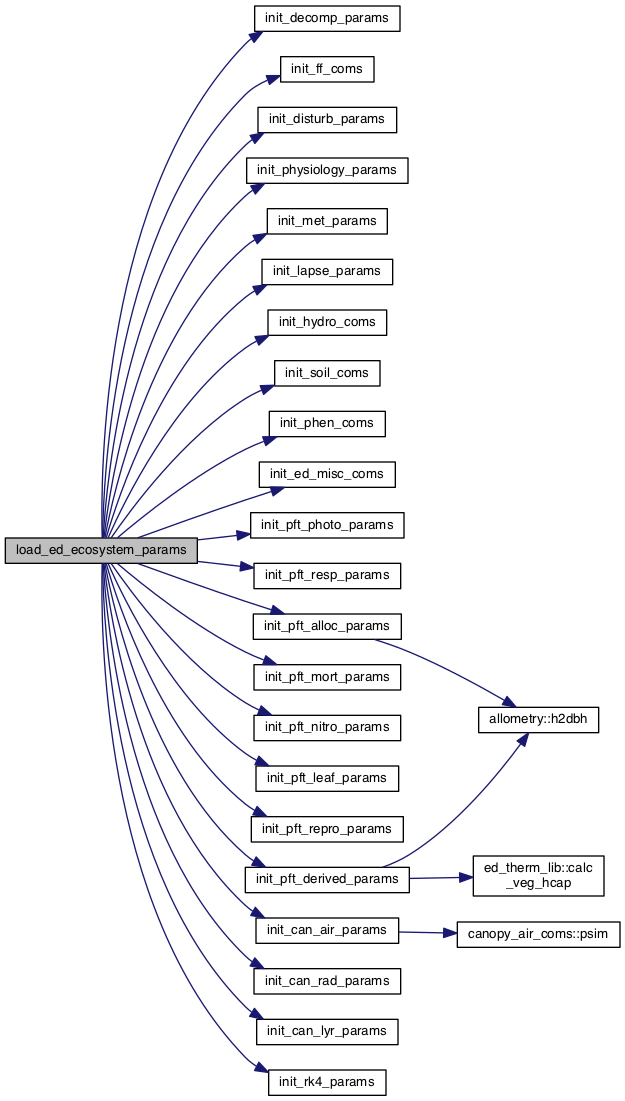 init_decomp_params
init_ff_coms
init_disturb_params
init_physiology_params
init_met_params
init_lapse_params
init_hydro_coms
init_soil_coms
init_phen_coms
init_ed_misc_coms
init_pft_photo_params
load_ed_ecosystem_params
init_pft_resp_params
init_pft_alloc_params
init_pft_mort_params
init_pft_nitro_params
allometry::h2dbh
init_pft_leaf_params
init_pft_repro_params
init_pft_derived_params
ed_therm_lib::calc
_veg_hcap
init_can_air_params
canopy_air_coms::psim
init_can_rad_params
init_can_lyr_params
init_rk4_params